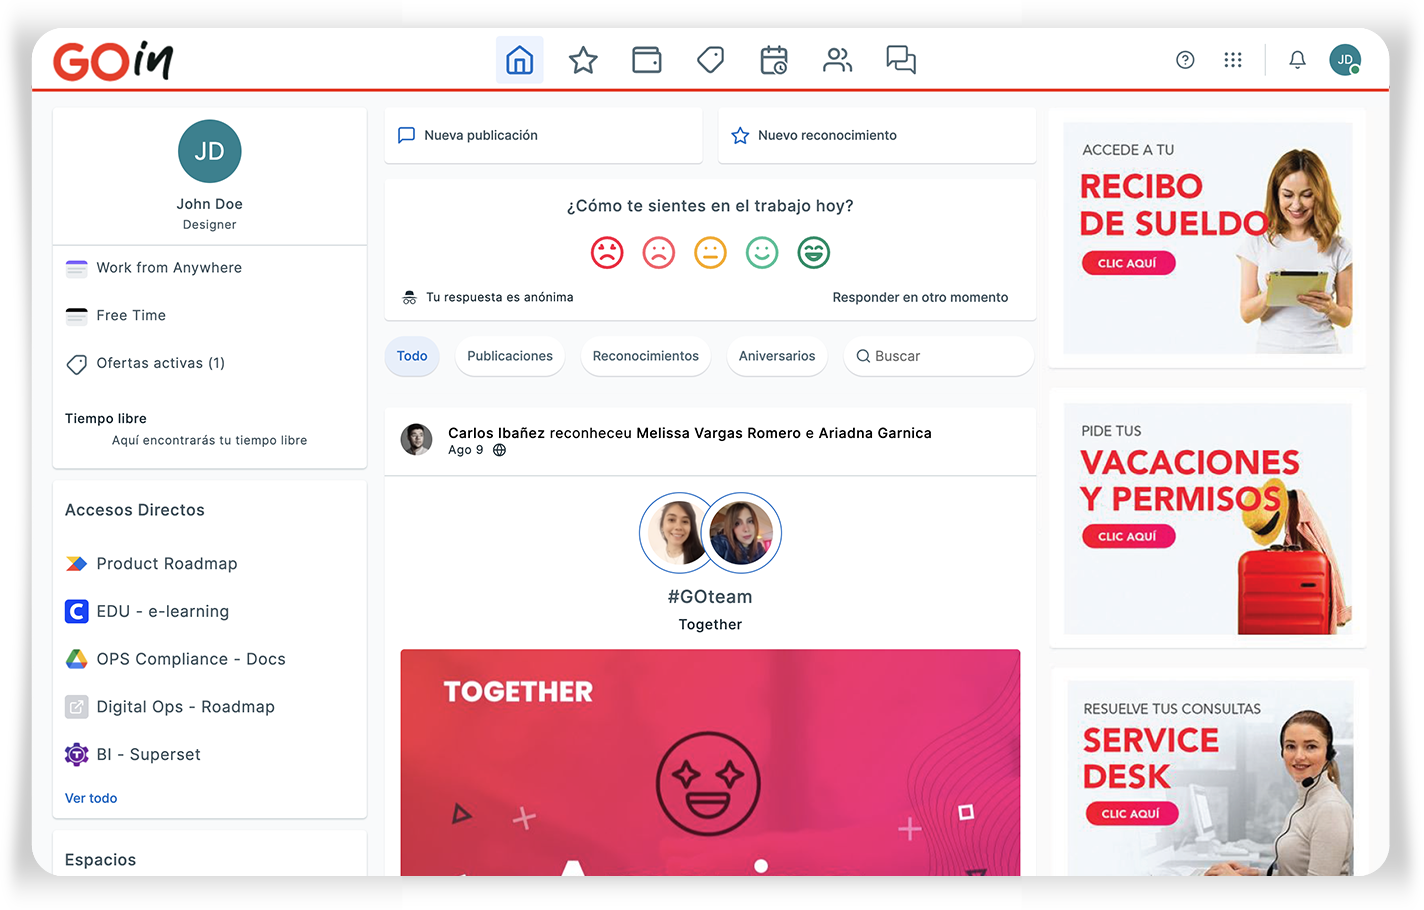 GOin
JD
JD
John Doe
Designer
Work from Anywhere
Free Time
Ofertas activas (1)
Tiempo libre
Aquí encontrarás tu tiempo libre
Accesos Directos
Product Roadmap
EDU - e-learning
OPS Compliance - Docs
Digital Ops - Roadmap
BI - Superset
Ver todo
Espacios
Nueva publicación
Nuevo reconocimiento
¿Cómo te sientes en el trabajo hoy?
Tu respuesta es anónima
Responder en otro momento
Todo
Publicaciones
Reconocimientos
Aniversarios
Buscar
Carlos Ibañez reconheceu Melissa Vargas Romero e Ariadna Garnica
Ago 9
#GOteam
Together
TOGETHER
ACCEDE A TU
RECIBO
DE SUELDO
CLIC AQUÍ
PIDE TUS
VACACIONES
Y PERMISOS
CLIC AQUÍ
RESUELVE TUS CONSULTAS
SERVICE
DESK
CLIC AQUÍ